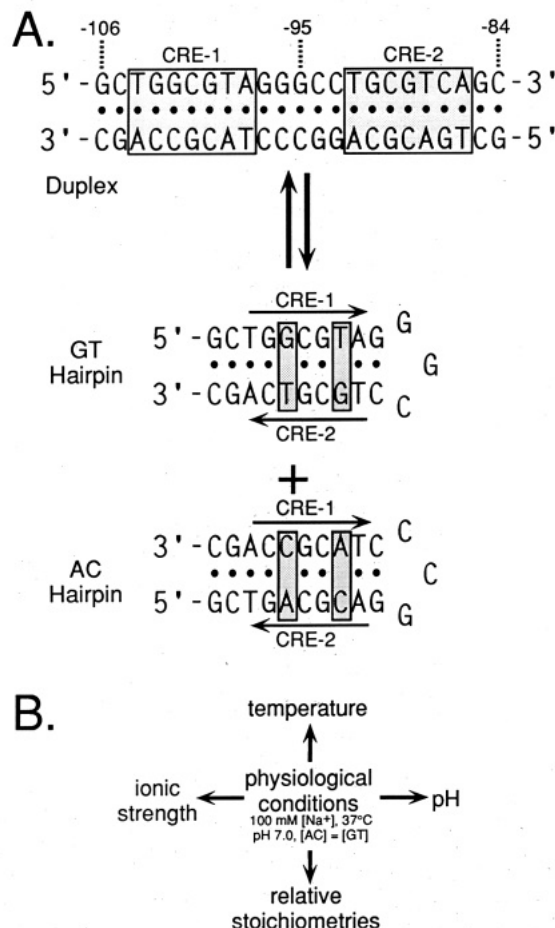 A.
-106 -95 -84
CRE-1 CRE-2
5'-GCTGGCGTAGGGCCTGCGTCAGC-3'
3'-CGACCGCATCCCGGACGCAGTCG-5'
Duplex
CRE-1
5'-GCTGGCGTAG G
GT
Hairpin
G
3'-CGACTGCGTC C
CRE-2
+
CRE-1
3'-CGACCGCATC C
AC
Hairpin
C
5'-GCTGACGCAG G
CRE-2
B.
temperature
ionic
strength
physiological
conditions
100 mM [Na+], 37°C
pH 7.0, [AC] = [GT]
pH
relative
stoichiometries